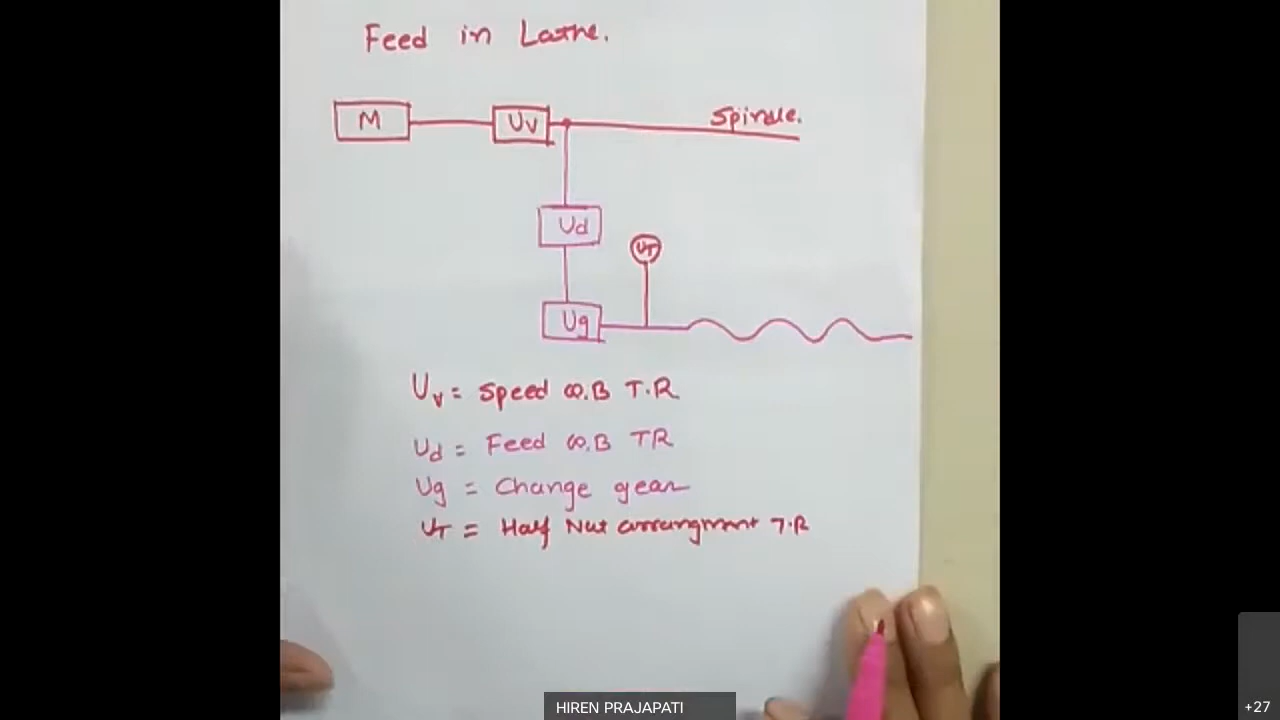 Feed in Lathe.
M
Uv
Spindle.
Ud
UT
Ug
Uv = Speed G.B T.R
Ud = Feed G.B TR
Ug = Change gear
UT = Half Nut arrangment T.R
HIREN PRAJAPATI
+27